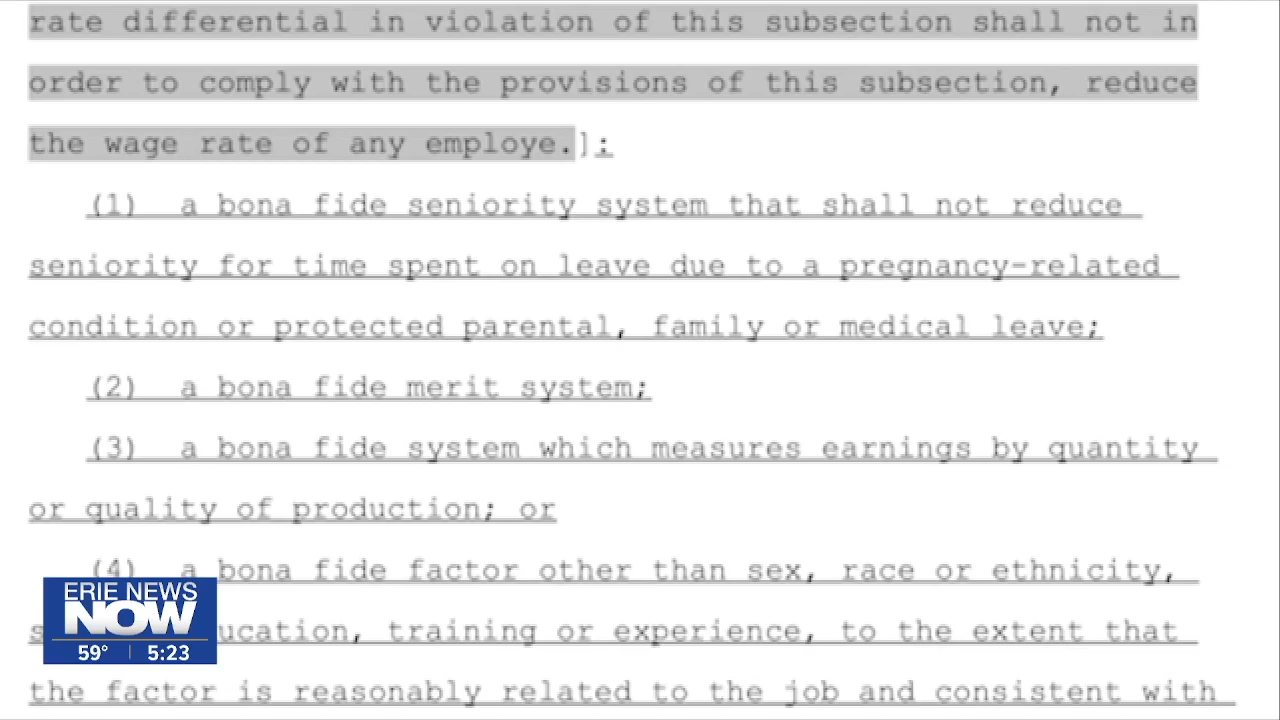 rate differential in violation of this subsection shall not in
order to comply with the provisions of this subsection, reduce
the wage rate of any employe.]:
(1) a bona fide seniority system that shall not reduce
seniority for time spent on leave due to a pregnancy-related
condition or protected parental, family or medical leave;
(2) a bona fide merit system;
(3) a bona fide system which measures earnings by quantity
or quality of production; or
(4) a bona fide factor other than sex, race or ethnicity,
training or experience, to the extent that
the factor is reasonably related to the job and consistent with
ERIE NEWS
NOW
59° 5:23